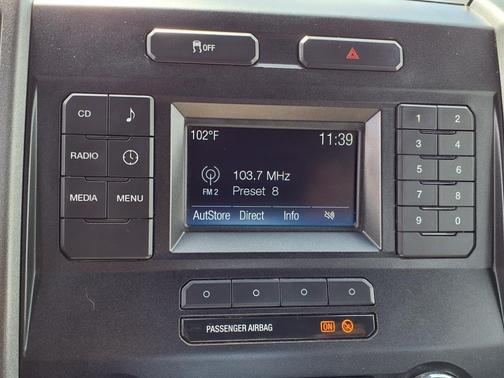 OFF
CD
RADIO
MEDIA MENU
102°F 11:39
103.7 MHz
FM 2 Preset 8
AutStore Direct Info
1 2
3 4
5 6
7 8
9 0
PASSENGER AIRBAG ON